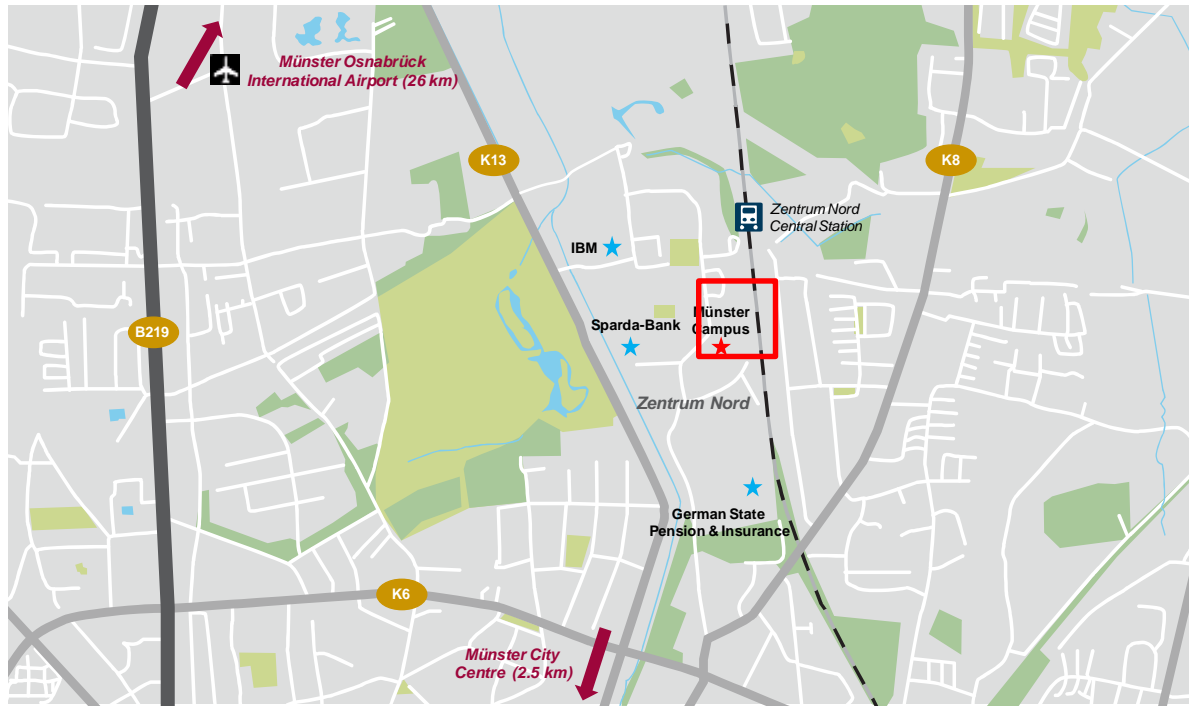 Münster Osnabrück
International Airport (26 km)
K13
K8
Zentrum Nord
Central Station
IBM
B219
Sparda-Bank
Münster
Campus
Zentrum Nord
German State
Pension & Insurance
K6
Münster City
Centre (2.5 km)